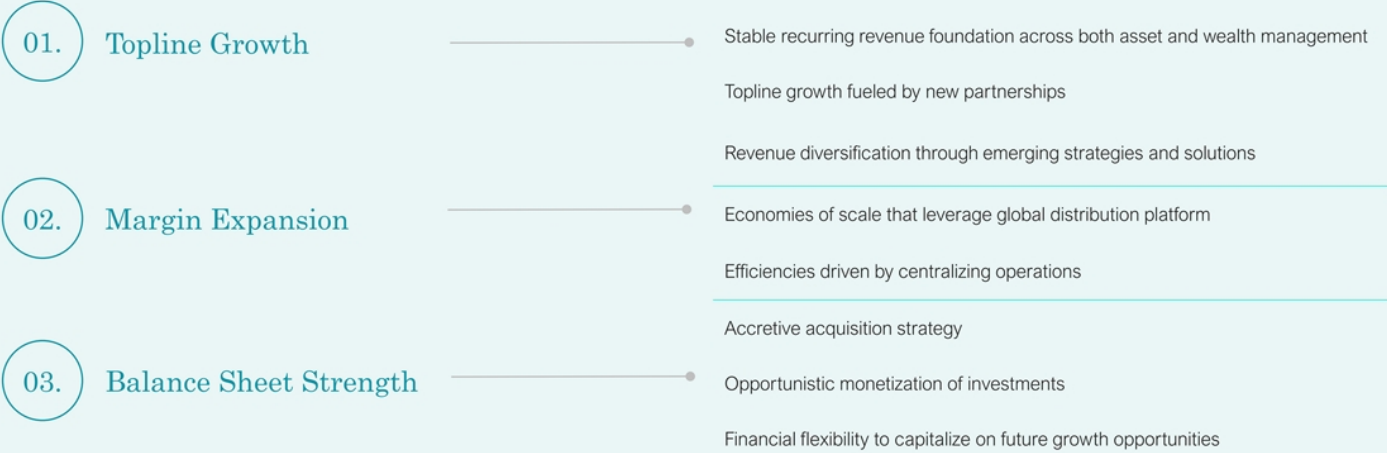 01. Topline Growth
Stable recurring revenue foundation across both asset and wealth management
Topline growth fueled by new partnerships
Revenue diversification through emerging strategies and solutions
02. Margin Expansion
Economies of scale that leverage global distribution platform
Efficiencies driven by centralizing operations
03. Balance Sheet Strength
Accretive acquisition strategy
Opportunistic monetization of investments
Financial flexibility to capitalize on future growth opportunities